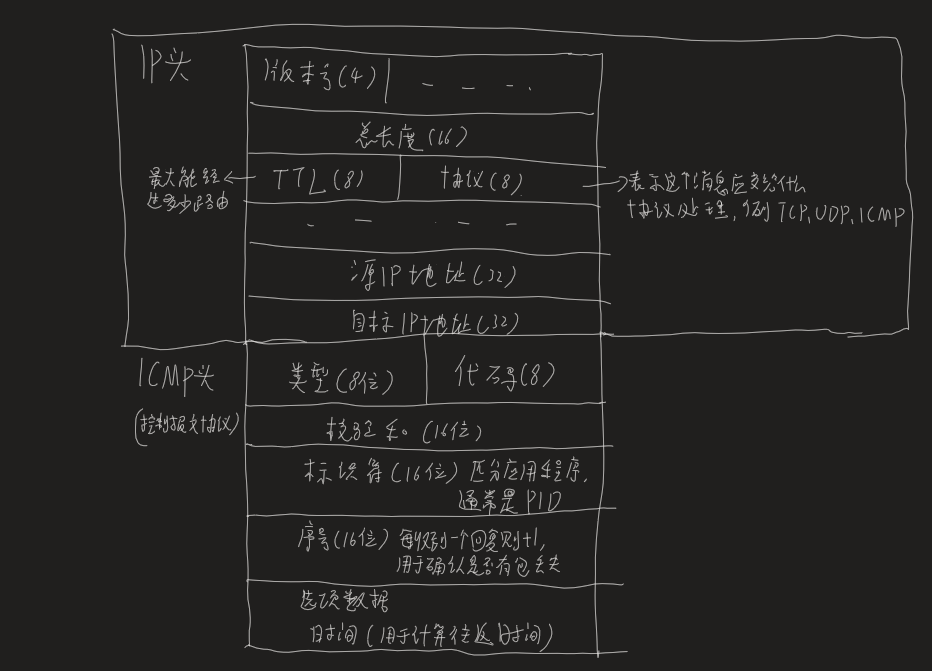 IP头
版本号(4)
总长度(16)
最大能经
过多少路由
TTL(8)
协议(8)
表示这个消息应交给什么
协议处理,例TCP、UDP、ICMP
源IP地址(32)
目标IP地址(32)
ICMP头
(控制报文协议)
类型(8位)
代码(8)
校验和(16位)
标识符(16位) 区分应用程序,
通常是PID
序号(16位) 每收到一个回复则+1,
用于确认是否有包丢失
选项数据
时间(用于计算往返时间)